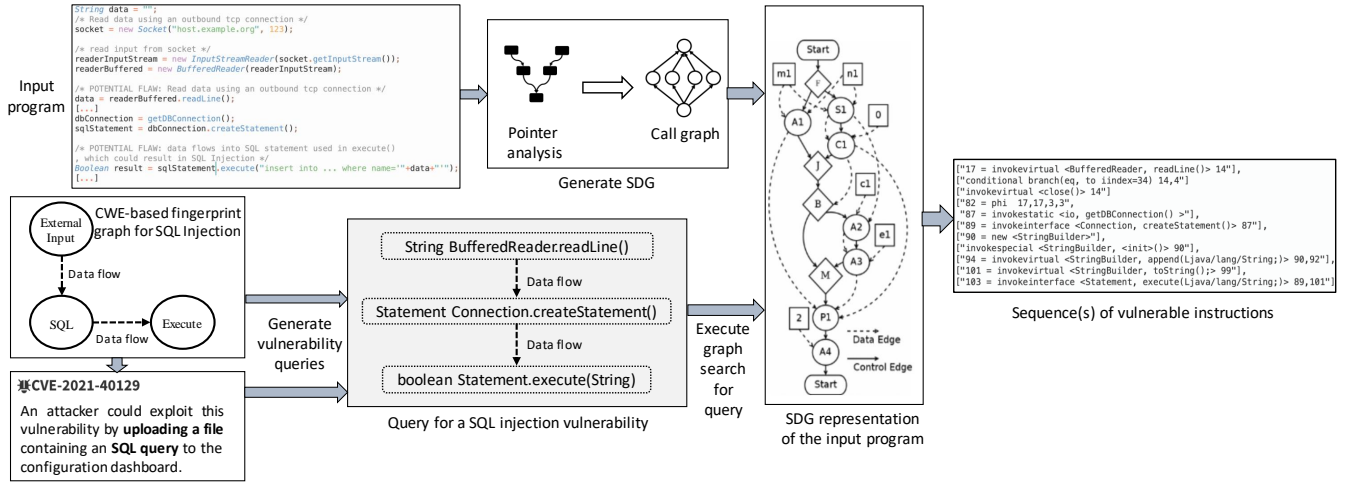 Input
program
String data = "";
/* Read data using an outbound tcp connection */
socket = new Socket("host.example.org", 123);
/* read input from socket */
readerInputStream = new InputStreamReader(socket.getInputStream());
readerBuffered = new BufferedReader(readerInputStream);
/* POTENTIAL FLAW: Read data using an outbound tcp connection */
data = readerBuffered.readLine();
[...]
dbConnection = getDBConnection();
sqlStatement = dbConnection.createStatement();
/* POTENTIAL FLAW: data flows into SQL statement used in execute()
, which could result in SQL Injection */
Boolean result = sqlStatement.execute("insert into ... where name='"+data+"'");
[...]
Pointer
analysis
Call graph
Generate SDG
CWE-based fingerprint
graph for SQL Injection
External
Input
Data flow
SQL
Data flow
Execute
CVE-2021-40129
An attacker could exploit this
vulnerability by uploading a file
containing an SQL query to the
configuration dashboard.
Generate
vulnerability
queries
String BufferedReader.readLine()
Data flow
Statement Connection.createStatement()
Data flow
boolean Statement.execute(String)
Query for a SQL injection vulnerability
Execute
graph
search
for
query
Start
m1
n1
F
S1
A1
0
C1
J
c1
B
A2
e1
A3
M
2
P1
Data Edge
A4
Control Edge
Start
SDG representation
of the input program
["17 = invokevirtual <BufferedReader, readLine()> 14"],
["conditional branch(eq, to iindex=34) 14,4"]
["invokevirtual <close()> 14"]
["82 = phi 17,17,3,3",
"87 = invokestatic <io, getDBConnection() >"],
["89 = invokeinterface <Connection, createStatement()> 87"],
["90 = new <StringBuilder>"],
["invokespecial <StringBuilder, <init>()> 90"],
["94 = invokevirtual <StringBuilder, append(Ljava/lang/String;)> 90,92"],
["101 = invokevirtual <StringBuilder, toString();> 99"],
["103 = invokeinterface <Statement, execute(Ljava/lang/String;)> 89,101"]
Sequence(s) of vulnerable instructions